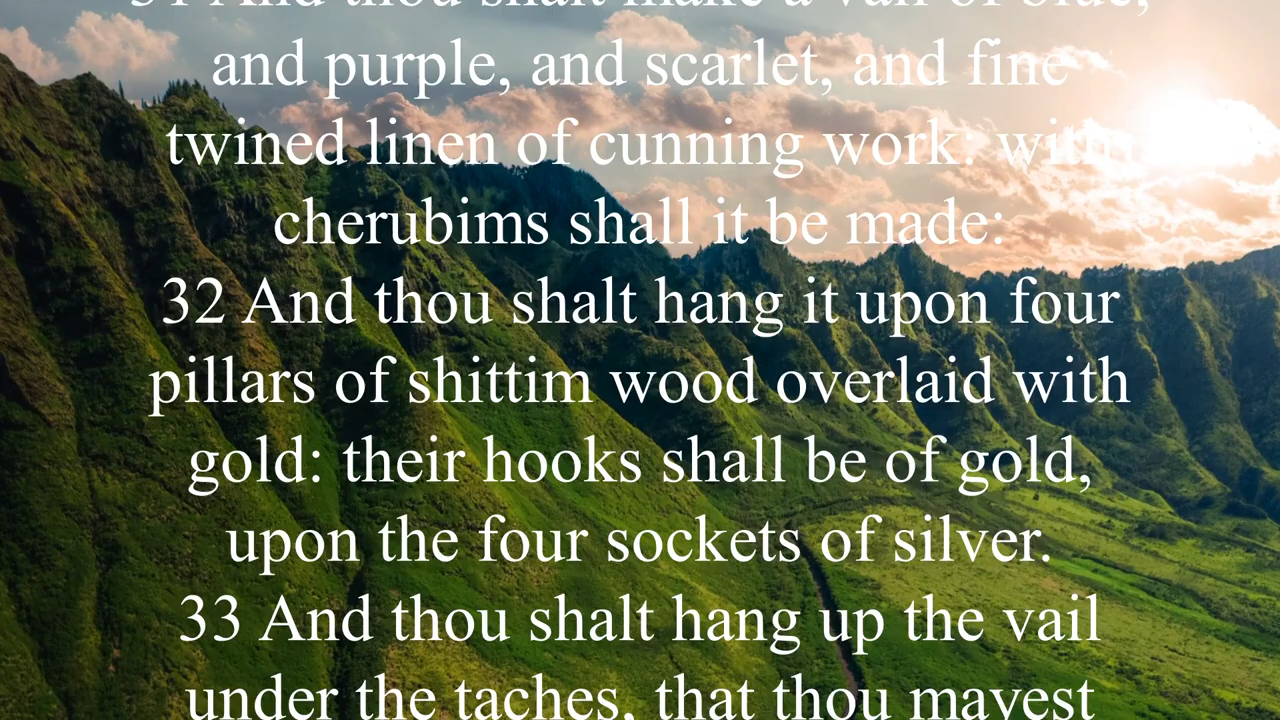 31 And thou shalt make a vail of blue,
and purple, and scarlet, and fine
twined linen of cunning work: with
cherubims shall it be made:
32 And thou shalt hang it upon four
pillars of shittim wood overlaid with
gold: their hooks shall be of gold,
upon the four sockets of silver.
33 And thou shalt hang up the vail
under the taches, that thou mayest